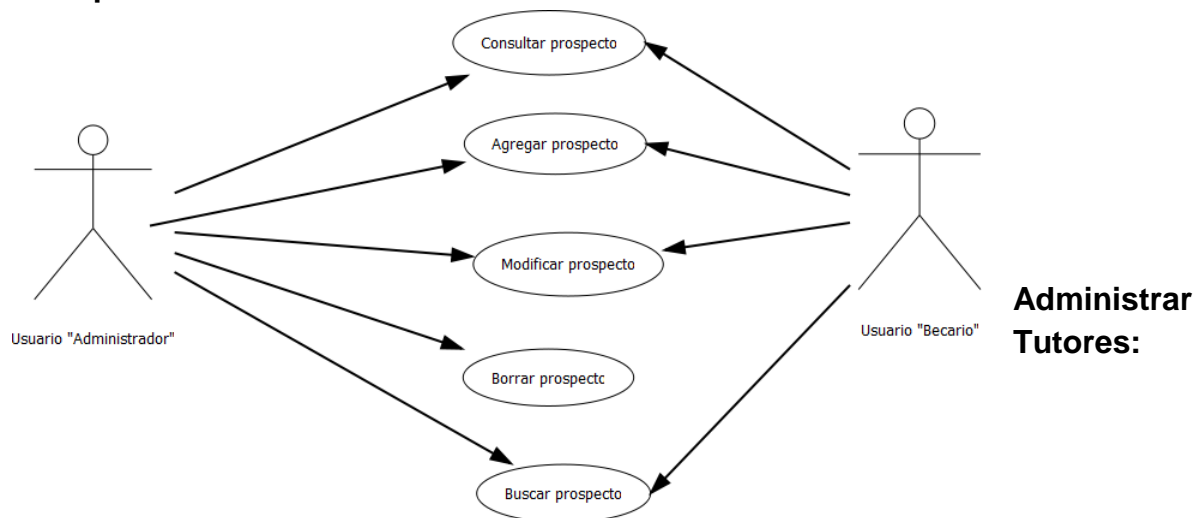 Consultar prospecto
Agregar prospecto
Modificar prospecto
Administrar
Tutores:
Usuario "Administrador"
Usuario "Becario"
Borrar prospecto
Buscar prospecto